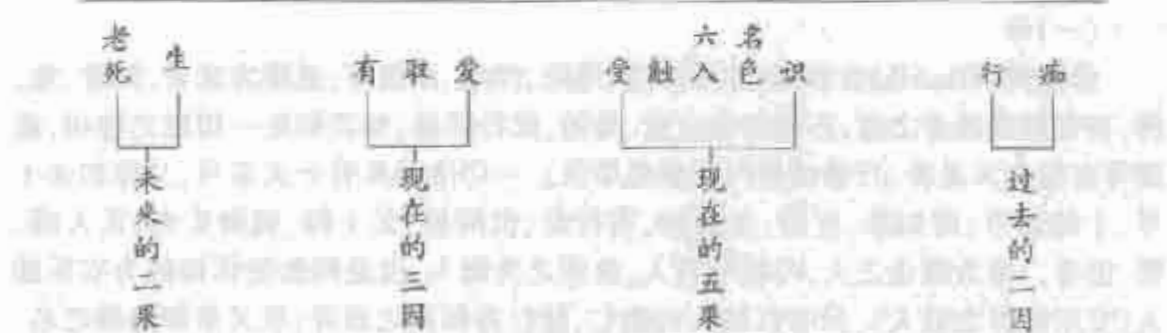 痴
行
过去的二因
识
名色
六入
触
受
现在的五果
爱
取
有
现在的三因
生
老死
未来的二果